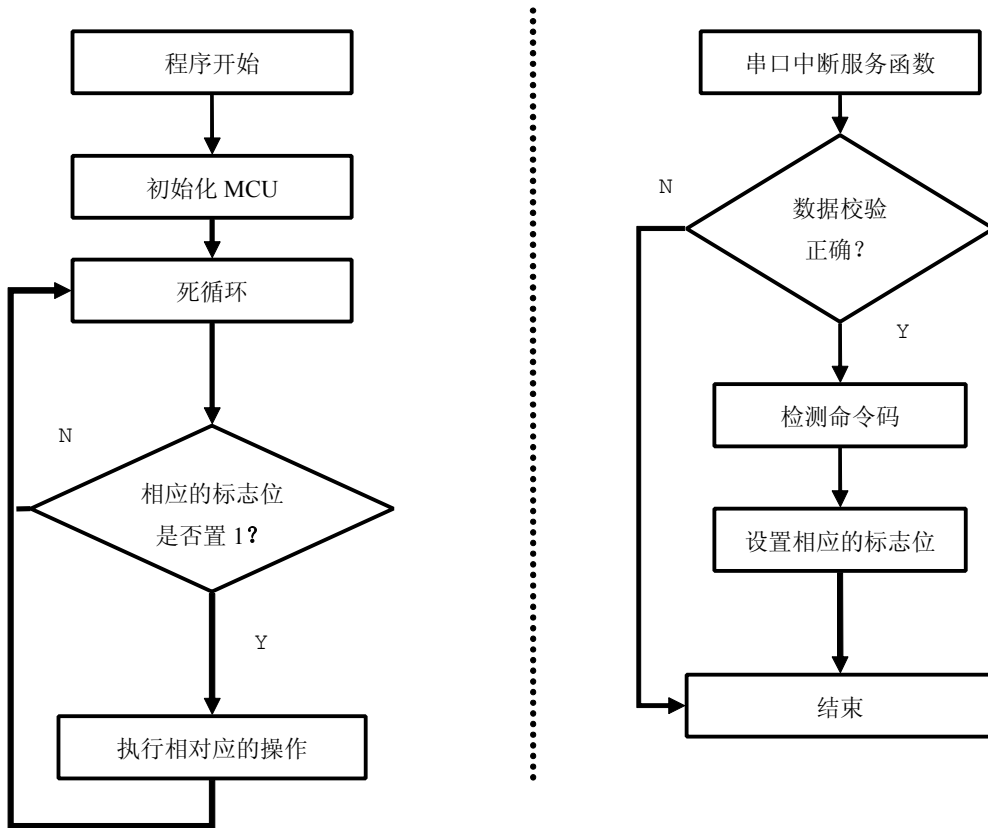 程序开始
初始化 MCU
死循环
N
相应的标志位
是否置 1？
Y
执行相对应的操作
串口中断服务函数
N
数据校验
正确？
Y
检测命令码
设置相应的标志位
结束